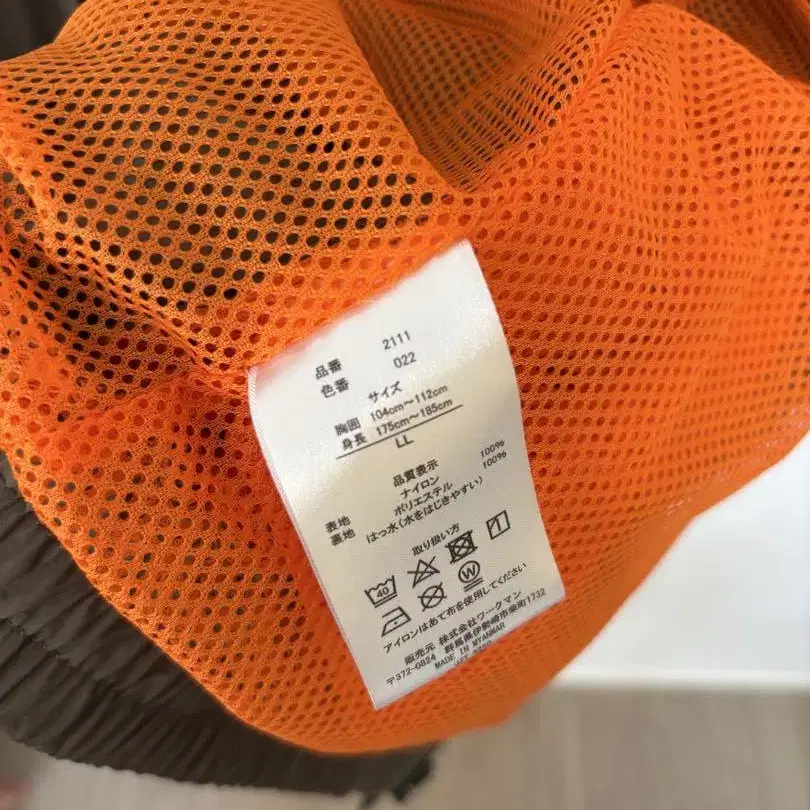 品番 2111
色番 022
サイズ
胸囲 104cm～112cm
身長 175cm～185cm
LL
品質表示
表地 ナイロン 100%
裏地 ポリエステル 100%
はっ水(水をはじきやすい)
取り扱い方
40
W
アイロンはあて布を使用してください
販売元 株式会社ワークマン
〒372-0824 群馬県伊勢崎市柴町1732
MADE IN MYANMAR